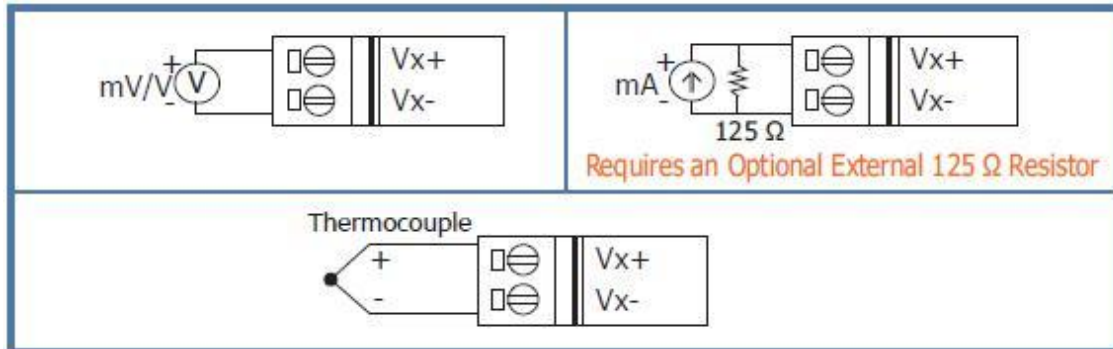 +
mV/V
V
-
Vx+
Vx-
+
mA
-
125 Ω
Vx+
Vx-
Requires an Optional External 125 Ω Resistor
Thermocouple
+
-
Vx+
Vx-